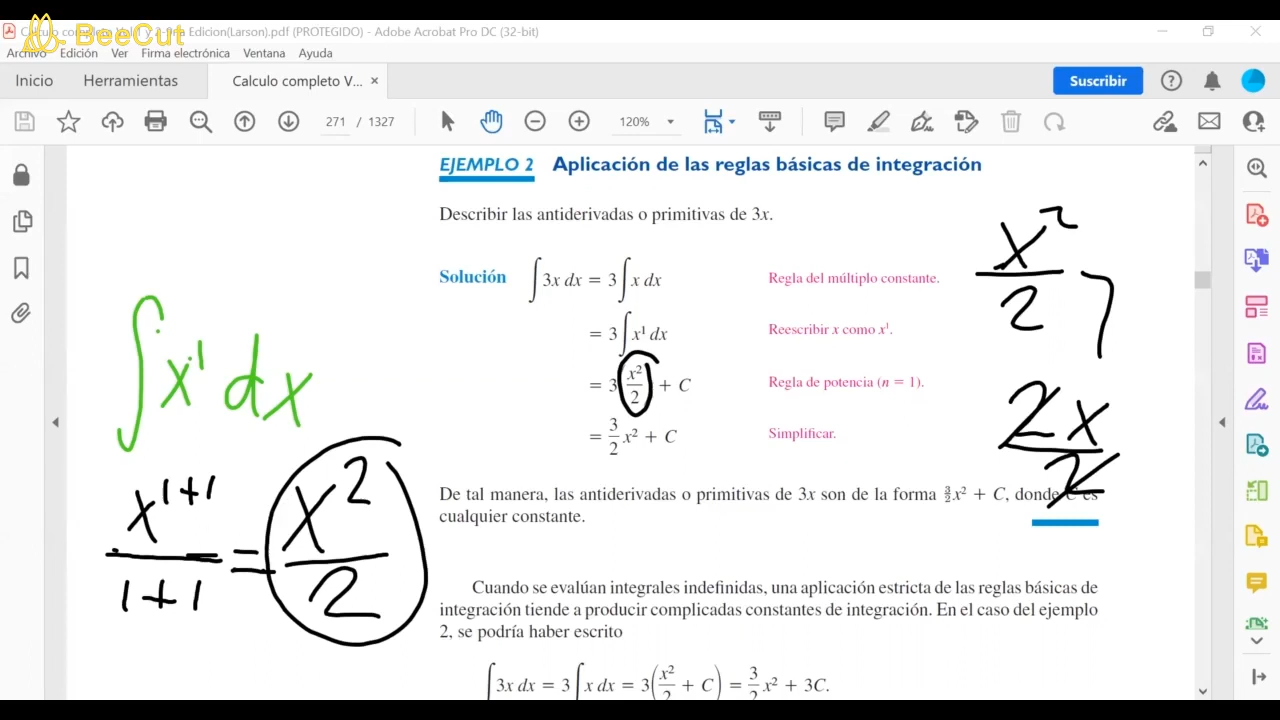 Calculo completo Vol 1 y 2-9na Edicion(Larson).pdf (PROTEGIDO) - Adobe Acrobat Pro DC (32-bit)
BeeCut
Archivo Edición Ver Firma electrónica Ventana Ayuda
Inicio Herramientas Calculo completo V... × Suscribir
271 / 1327 120%
EJEMPLO 2 Aplicación de las reglas básicas de integración
Describir las antiderivadas o primitivas de 3x.
Solución ∫3x dx = 3∫x dx Regla del múltiplo constante.
= 3∫x¹ dx Reescribir x como x¹.
= 3 x²/2 + C Regla de potencia (n = 1).
= 3/2 x² + C Simplificar.
De tal manera, las antiderivadas o primitivas de 3x son de la forma 3/2 x² + C, donde C es
cualquier constante.
Cuando se evalúan integrales indefinidas, una aplicación estricta de las reglas básicas de
integración tiende a producir complicadas constantes de integración. En el caso del ejemplo
2, se podría haber escrito
∫3x dx = 3∫x dx = 3(x²/2 + C) = 3/2 x² + 3C.
∫x¹ dx
x¹⁺¹/1+1 = x²/2
x²/2
2x/2